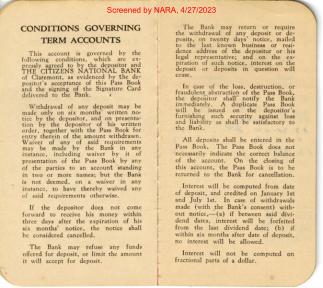 Screened by NARA, 4/27/2023
CONDITIONS GOVERNING
TERM ACCOUNTS
This account is governed by the
following conditions, which are ex-
pressly agreed to by the depositor and
THE CITIZENS NATIONAL BANK
of Claremont, as evidenced by the de-
positor's acceptance of this Pass Book
and the signing of the Signature Card
delivered to the Bank.
Withdrawal of any deposit may be
made only on six months written no-
tice by the depositor, and on presenta-
tion by the depositor of his written
order, together with the Pass Book for
entry therein of the amount withdrawn.
Waiver of any of said requirements
may be made by the Bank in any
instance, including waiver by it of
presentation of the Pass Book by any
of the parties on an account standing
in two or more names; but the Bank
is not deemed, on a waiver in any
instance, to have thereby waived any
of said requirements otherwise.
If the depositor does not come
forward to receive his money within
three days after the expiration of his
six months' notice, the notice shall
be considered cancelled.
The Bank may refuse any funds
offered for deposit, or limit the amount
it will accept for deposit.
The Bank may return or require
the withdrawal of any deposit or de-
posits, on twenty days' notice, mailed
to the last known business or resi-
dence address of the depositor or his
legal representative; and on the ex-
piration of such notice, interest on the
deposit or deposits in question will
cease.
In case of the loss, destruction, or
fraudulent abstraction of the Pass Book,
the depositor shall notify the Bank
immediately. A duplicate Pass Book
will be issued on the depositor's
furnishing such security against loss
and liability as shall be satisfactory to
the Bank.
All deposits shall be entered in the
Pass Book. The Pass Book does not
necessarily indicate the correct balance
of the account. On the closing of
this account, the Pass Book is to be
returned to the Bank for cancellation.
Interest will be computed from date
of deposit, and credited on January 1st
and July 1st. In case of withdrawals
made (with the Bank's consent) with-
out notice,—(a) if between said divi-
dend dates, interest will be forfeited
from the last dividend date; (b) if
within six months after date of deposit,
no interest will be allowed.
Interest will not be computed on
fractional parts of a dollar.